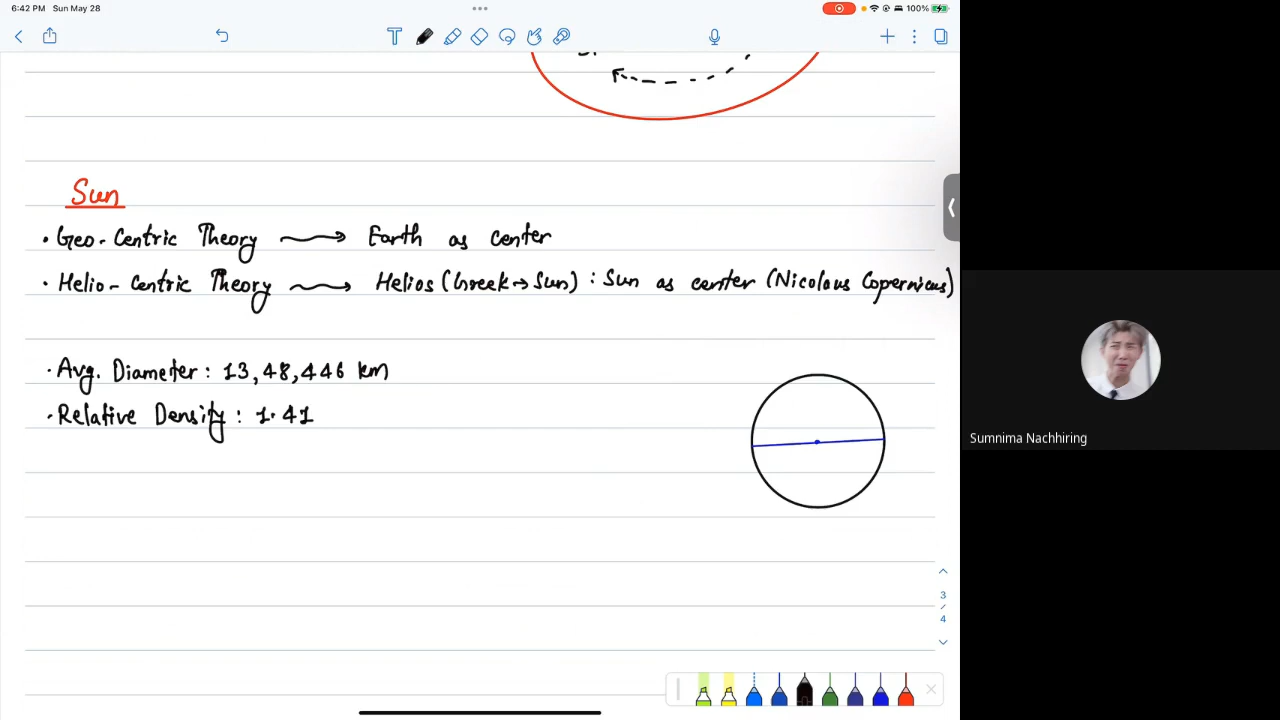 6:42 PM Sun May 28
100%
Sun
• Geo-Centric Theory → Earth as center
• Helio-Centric Theory → Helios (Greek → Sun) : Sun as center (Nicolaus Copernicus)
• Avg. Diameter : 13,48,446 km
• Relative Density : 1.41
Sumnima Nachhiring
3
/
4